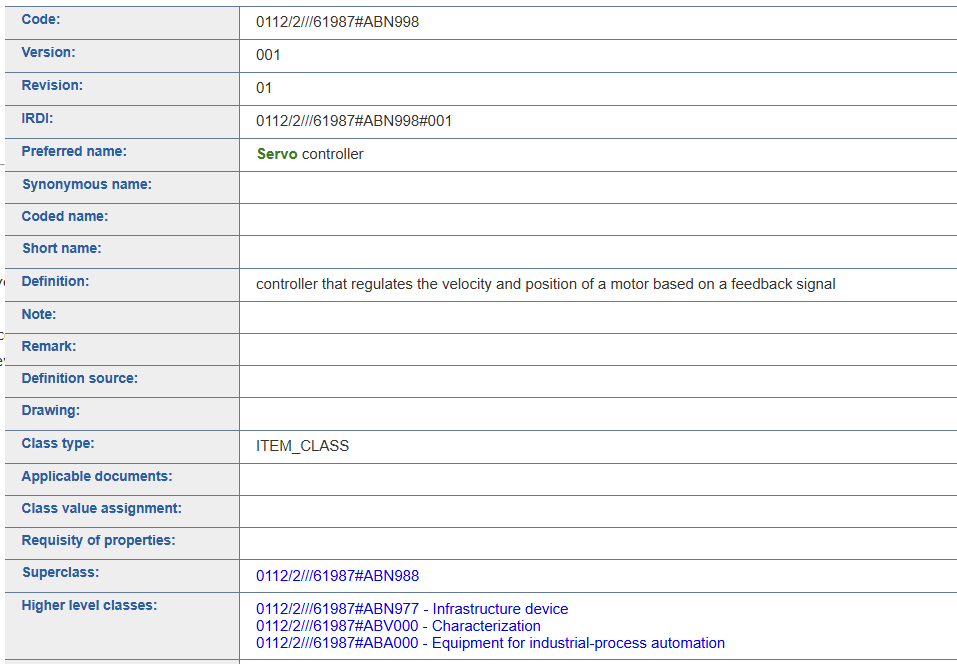 Code: 0112/2///61987#ABN998
Version: 001
Revision: 01
IRDI: 0112/2///61987#ABN998#001
Preferred name: Servo controller
Synonymous name:
Coded name:
Short name:
Definition: controller that regulates the velocity and position of a motor based on a feedback signal
Note:
Remark:
Definition source:
Drawing:
Class type: ITEM_CLASS
Applicable documents:
Class value assignment:
Requisity of properties:
Superclass: 0112/2///61987#ABN988
Higher level classes: 0112/2///61987#ABN977 - Infrastructure device
0112/2///61987#ABV000 - Characterization
0112/2///61987#ABA000 - Equipment for industrial-process automation